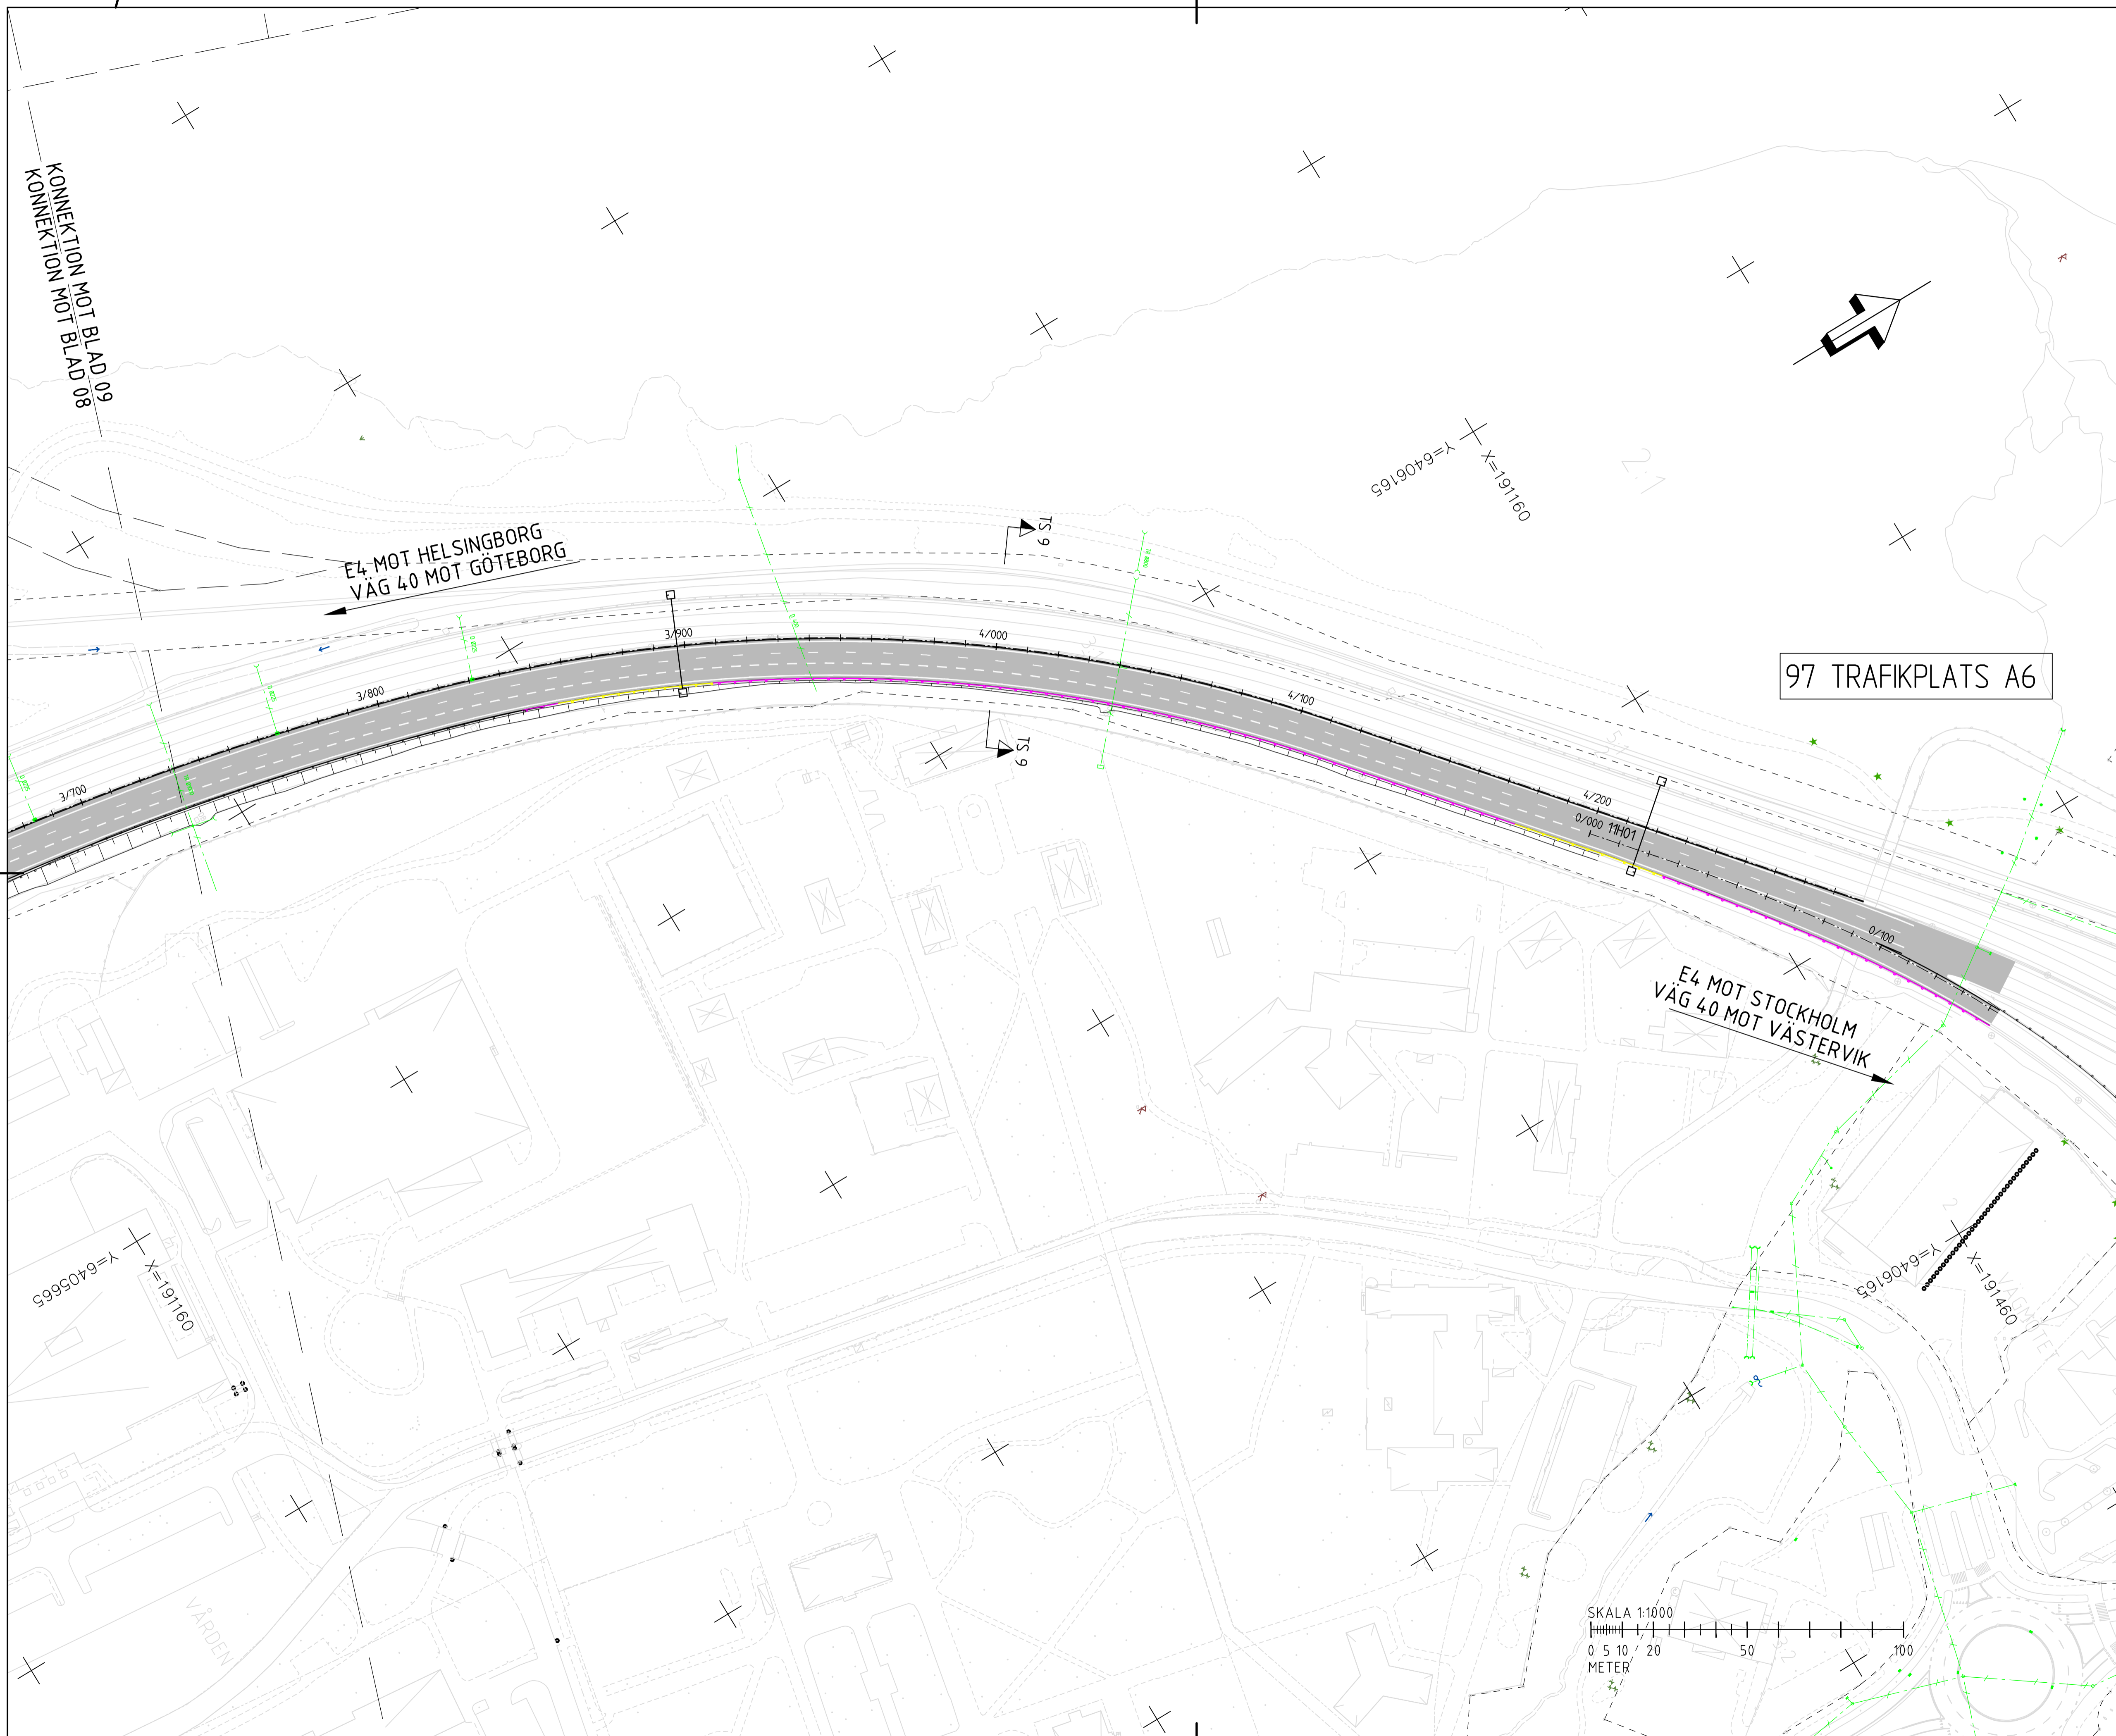 KONNEKTION MOT BLAD 09
KONNEKTION MOT BLAD 08
Y=6406165
X=191160
E4 MOT HELSINGBORG
VÄG 40 MOT GÖTEBORG
TS 9
3/900
4/000
3/800
4/100
97 TRAFIKPLATS A6
TS 9
3/700
4/200
0/000
11H01
0/100
E4 MOT STOCKHOLM
VÄG 40 MOT VÄSTERVIK
Y=6405665
X=191160
Y=6406165
X=191460
VÅRDEN
SKALA 1:1000
0 5 10 20 50 100
METER